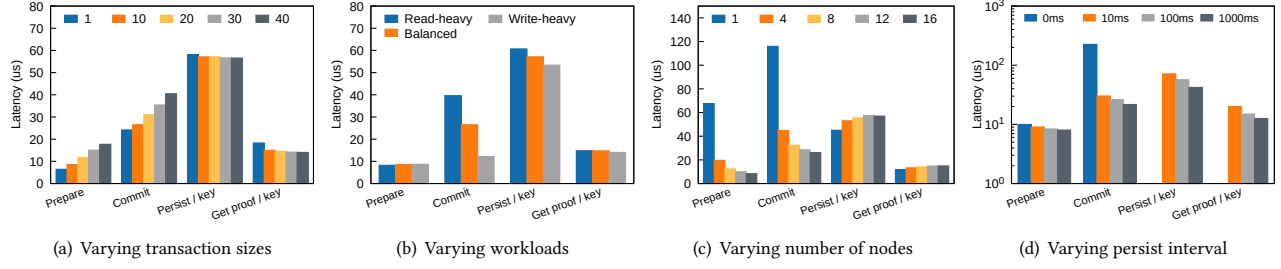 1 10 20 30 40
Latency (us)
70
60
50
40
30
20
10
0
Prepare Commit Persist / key Get proof / key
(a) Varying transaction sizes
Read-heavy Write-heavy
Balanced
Latency (us)
80
70
60
50
40
30
20
10
0
Prepare Commit Persist / key Get proof / key
(b) Varying workloads
1 4 8 12 16
Latency (us)
140
120
100
80
60
40
20
0
Prepare Commit Persist / key Get proof / key
(c) Varying number of nodes
0ms 10ms 100ms 1000ms
Latency (us)
10³
10²
10¹
10⁰
Prepare Commit Persist / key Get proof / key
(d) Varying persist interval